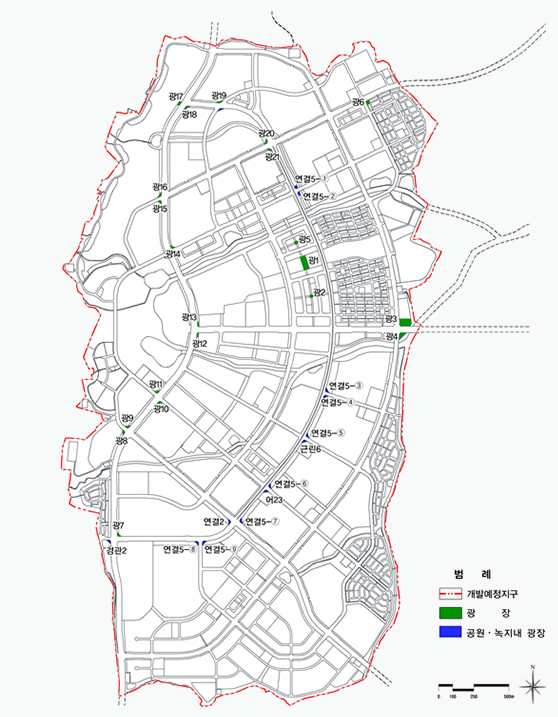 광17
광19
광18
광6
광20
광21
연결5-①
연결5-②
광16
광15
광5
광14
광1
광2
광13
광3
광12
광4
광11
연결5-③
광10
연결5-④
광9
연결5-⑤
광8
근린6
연결5-⑥
어23
광7
연결2
연결5-⑦
경관2
연결5-⑧
연결5-⑨
범 례
개발예정지구
광 장
공원 · 녹지내 광장
0 100 250 500m